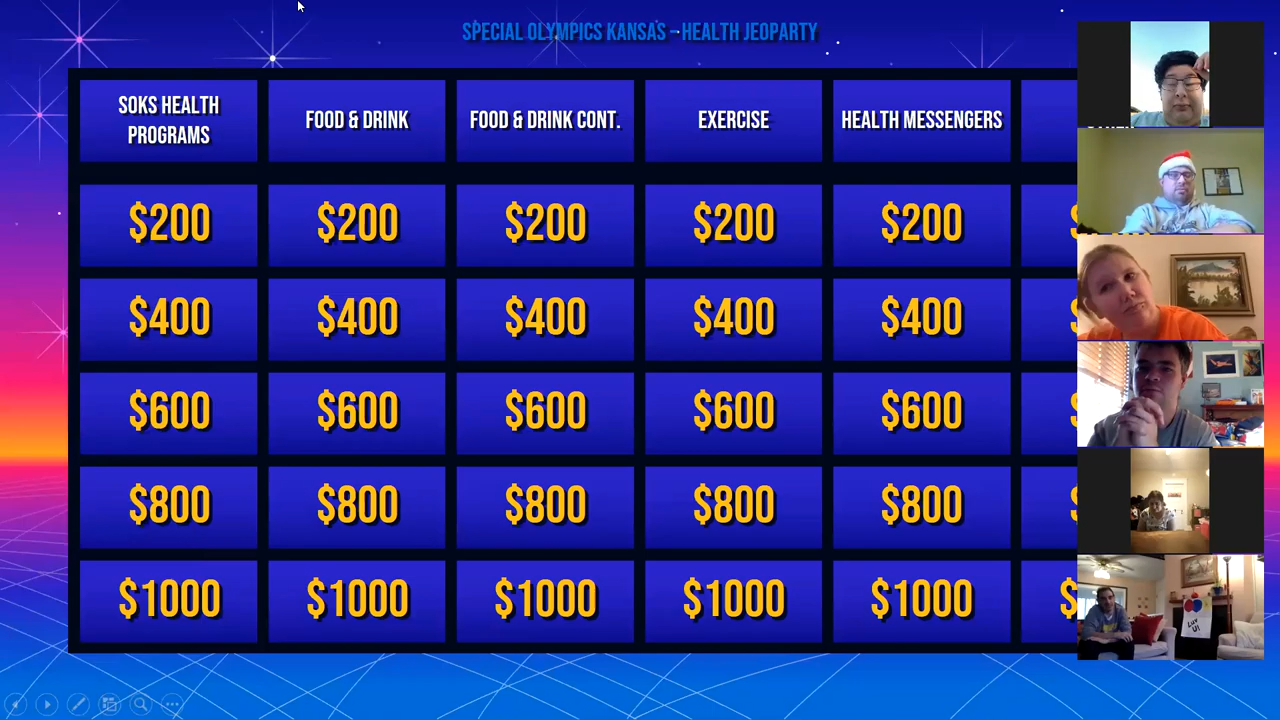 SPECIAL OLYMPICS KANSAS – HEALTH JEOPARTY
SOKS HEALTH
PROGRAMS
FOOD & DRINK
FOOD & DRINK CONT.
EXERCISE
HEALTH MESSENGERS
$200 $200 $200 $200 $200
$400 $400 $400 $400 $400
$600 $600 $600 $600 $600
$800 $800 $800 $800 $800
$1000 $1000 $1000 $1000 $1000
Luv
U!